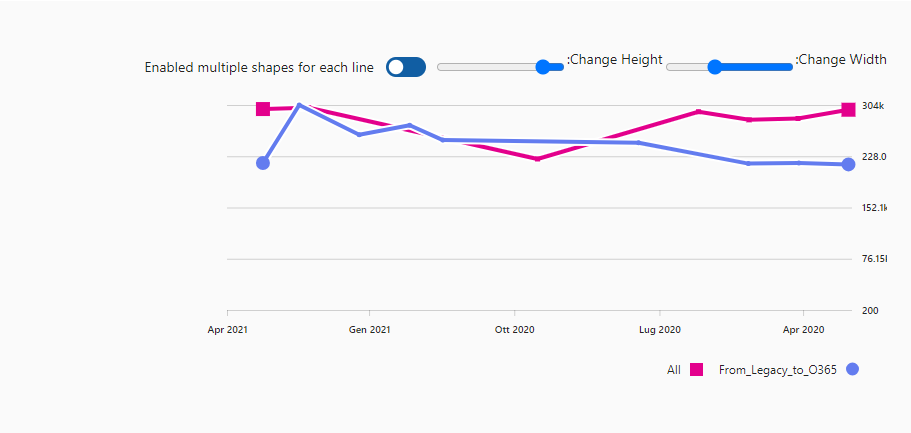 Enabled multiple shapes for each line
:Change Height
:Change Width
304k
228.0
152.1k
76.15
200
Apr 2021
Gen 2021
Ott 2020
Lug 2020
Apr 2020
All
From_Legacy_to_O365